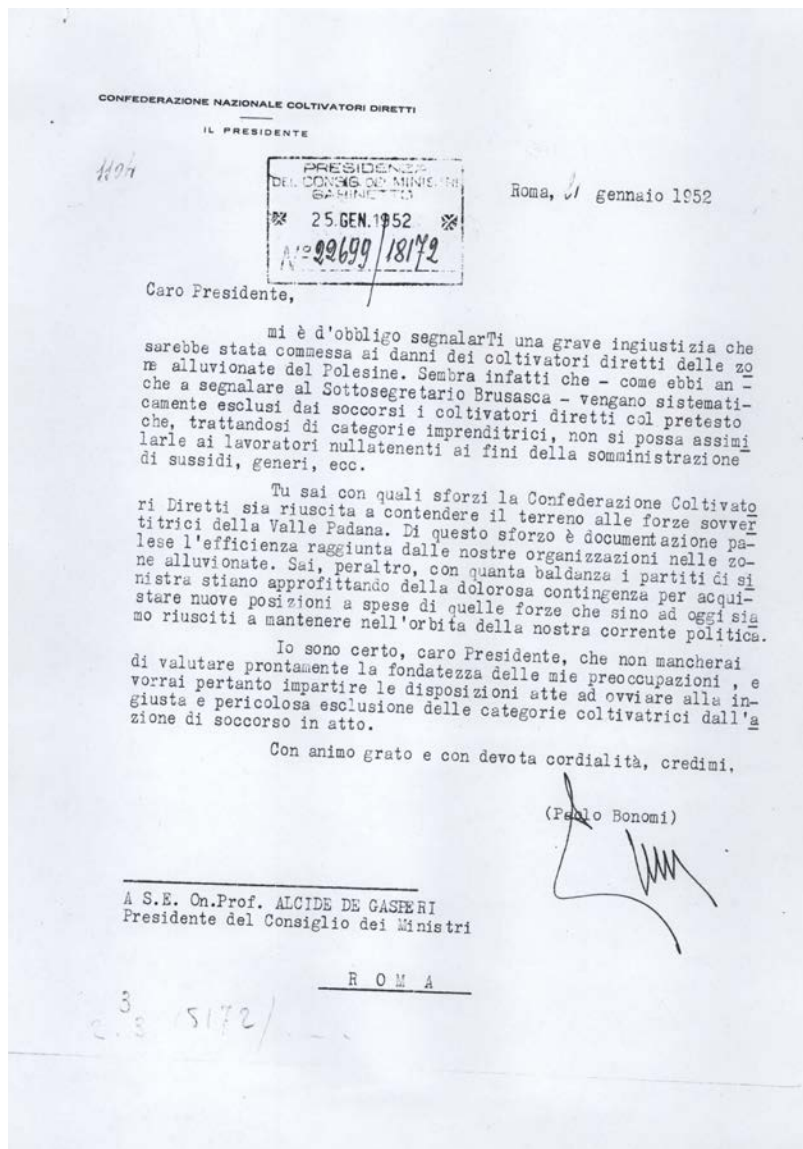 CONFEDERAZIONE NAZIONALE COLTIVATORI DIRETTI
IL PRESIDENTE
PRESIDENZA
DEL CONSIG. DEI MINISTRI
GABINETTO
25.GEN.1952
Nº 22699/18172
Roma, 21 gennaio 1952
Caro Presidente,
mi è d'obbligo segnalarTi una grave ingiustizia che
sarebbe stata commessa ai danni dei coltivatori diretti delle zo
ne alluvionate del Polesine. Sembra infatti che - come ebbi an -
che a segnalare al Sottosegretario Brusasca - vengano sistemati-
camente esclusi dai soccorsi i coltivatori diretti col pretesto
che, trattandosi di categorie imprenditrici, non si possa assimi
larle ai lavoratori nullatenenti ai fini della somministrazione
di sussidi, generi, ecc.
Tu sai con quali sforzi la Confederazione Coltivato
ri Diretti sia riuscita a contendere il terreno alle forze sovver
titrici della Valle Padana. Di questo sforzo è documentazione pa-
lese l'efficienza raggiunta dalle nostre organizzazioni nelle zo-
ne alluvionate. Sai, peraltro, con quanta baldanza i partiti di si
nistra stiano approfittando della dolorosa contingenza per acqui-
stare nuove posizioni a spese di quelle forze che sino ad oggi sia
mo riusciti a mantenere nell'orbita della nostra corrente politica.
Io sono certo, caro Presidente, che non mancherai
di valutare prontamente la fondatezza delle mie preoccupazioni , e
vorrai pertanto impartire le disposizioni atte ad ovviare alla in-
giusta e pericolosa esclusione delle categorie coltivatrici dall'a
zione di soccorso in atto.
Con animo grato e con devota cordialità, credimi,
(Paolo Bonomi)
A S.E. On.Prof. ALCIDE DE GASPERI
Presidente del Consiglio dei Ministri
R O M A